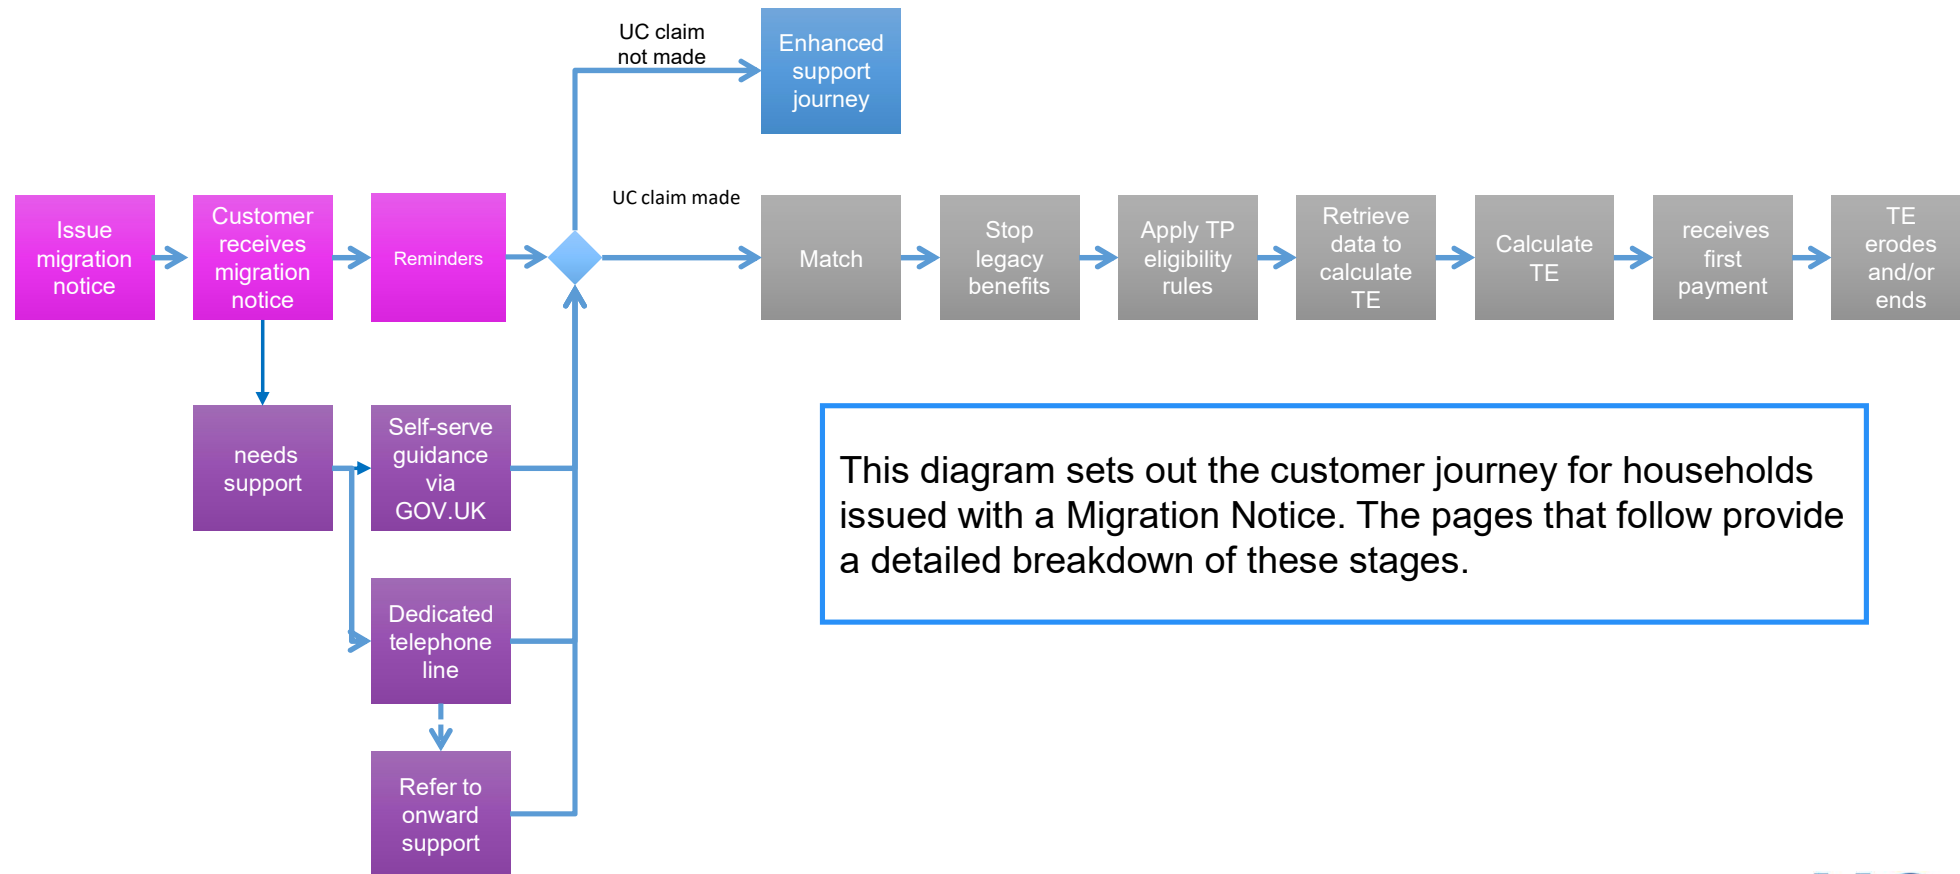 UC claim
not made
Enhanced
support
journey
Issue
migration
notice
Customer
receives
migration
notice
Reminders
UC claim made
Match
Stop
legacy
benefits
Apply TP
eligibility
rules
Retrieve
data to
calculate
TE
Calculate
TE
receives
first
payment
TE
erodes
and/or
ends
needs
support
Self-serve
guidance
via
GOV.UK
Dedicated
telephone
line
Refer to
onward
support
This diagram sets out the customer journey for households
issued with a Migration Notice. The pages that follow provide
a detailed breakdown of these stages.